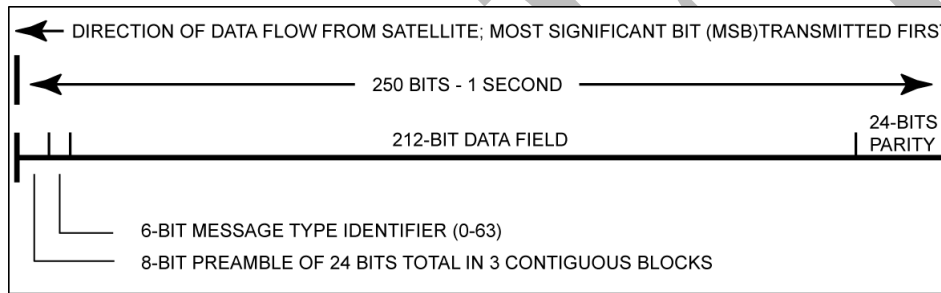 DIRECTION OF DATA FLOW FROM SATELLITE; MOST SIGNIFICANT BIT (MSB)TRANSMITTED FIRST
250 BITS - 1 SECOND
212-BIT DATA FIELD
24-BITS
PARITY
6-BIT MESSAGE TYPE IDENTIFIER (0-63)
8-BIT PREAMBLE OF 24 BITS TOTAL IN 3 CONTIGUOUS BLOCKS